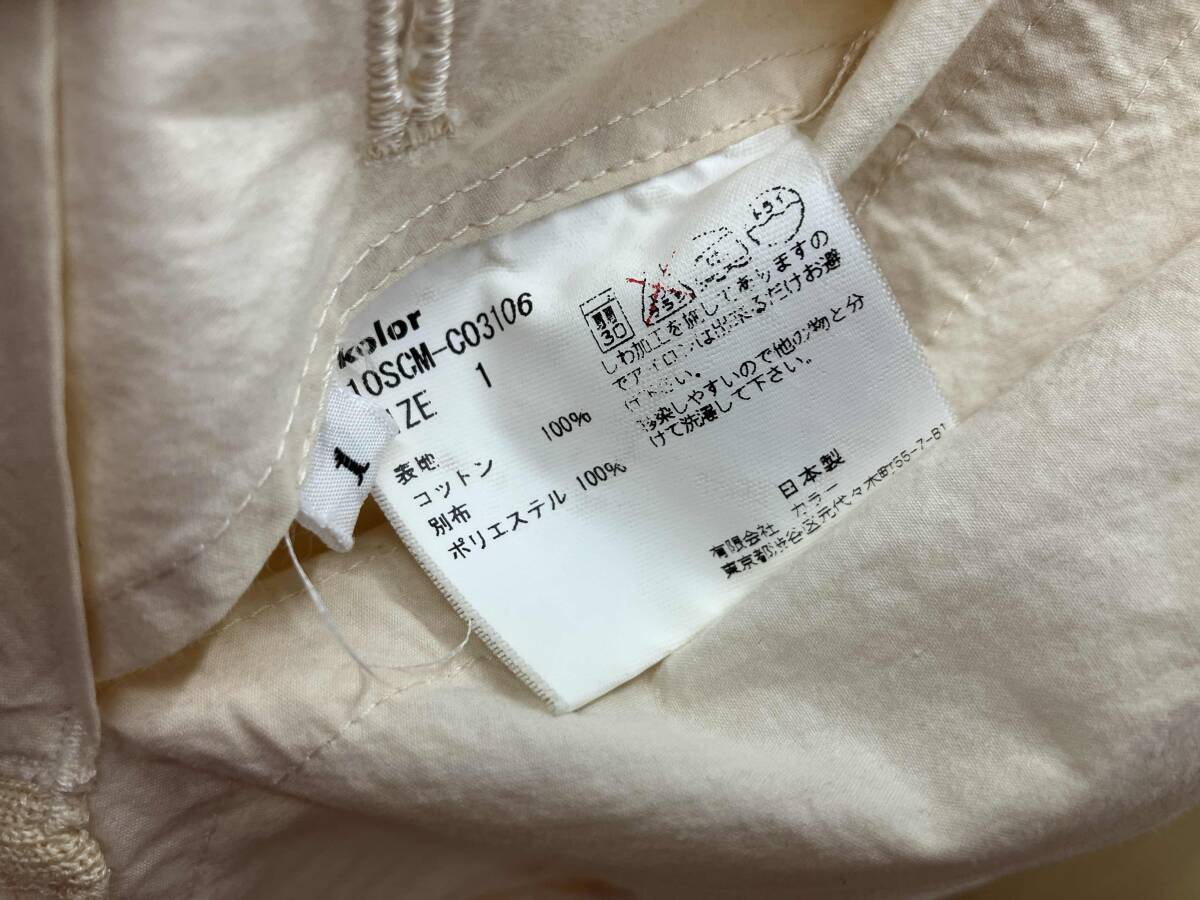 kolor
10SCM-C03106
IZE 1
表地
コットン 100%
別布
ポリエステル 100%
1
30
ドライ
しわ加工を施してありますの
でアイロンは出来るだけお避
け下さい。
移染しやすいので他の物と分
けて洗濯して下さい。
日本製
有限会社 カラー
東京都渋谷区元代々木町55-7-B1